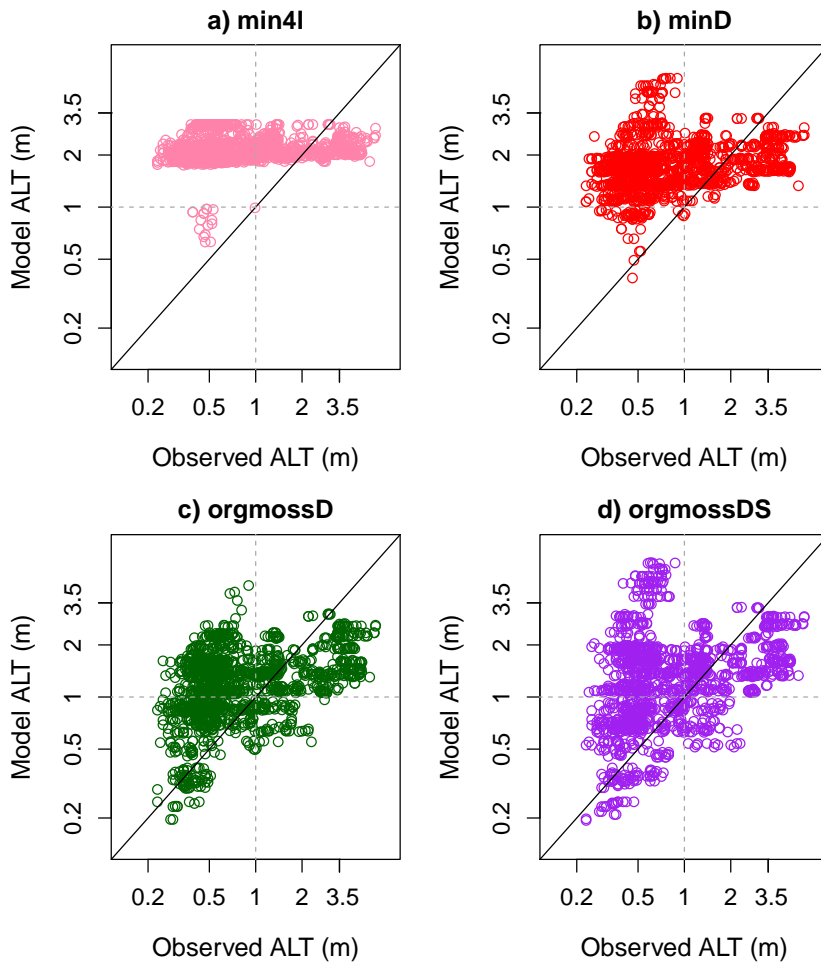 a) min4l
Model ALT (m)
3.5
2
1
0.5
0.2
0.2 0.5 1 2 3.5
Observed ALT (m)
b) minD
Model ALT (m)
3.5
2
1
0.5
0.2
0.2 0.5 1 2 3.5
Observed ALT (m)
c) orgmossD
Model ALT (m)
3.5
2
1
0.5
0.2
0.2 0.5 1 2 3.5
Observed ALT (m)
d) orgmossDS
Model ALT (m)
3.5
2
1
0.5
0.2
0.2 0.5 1 2 3.5
Observed ALT (m)